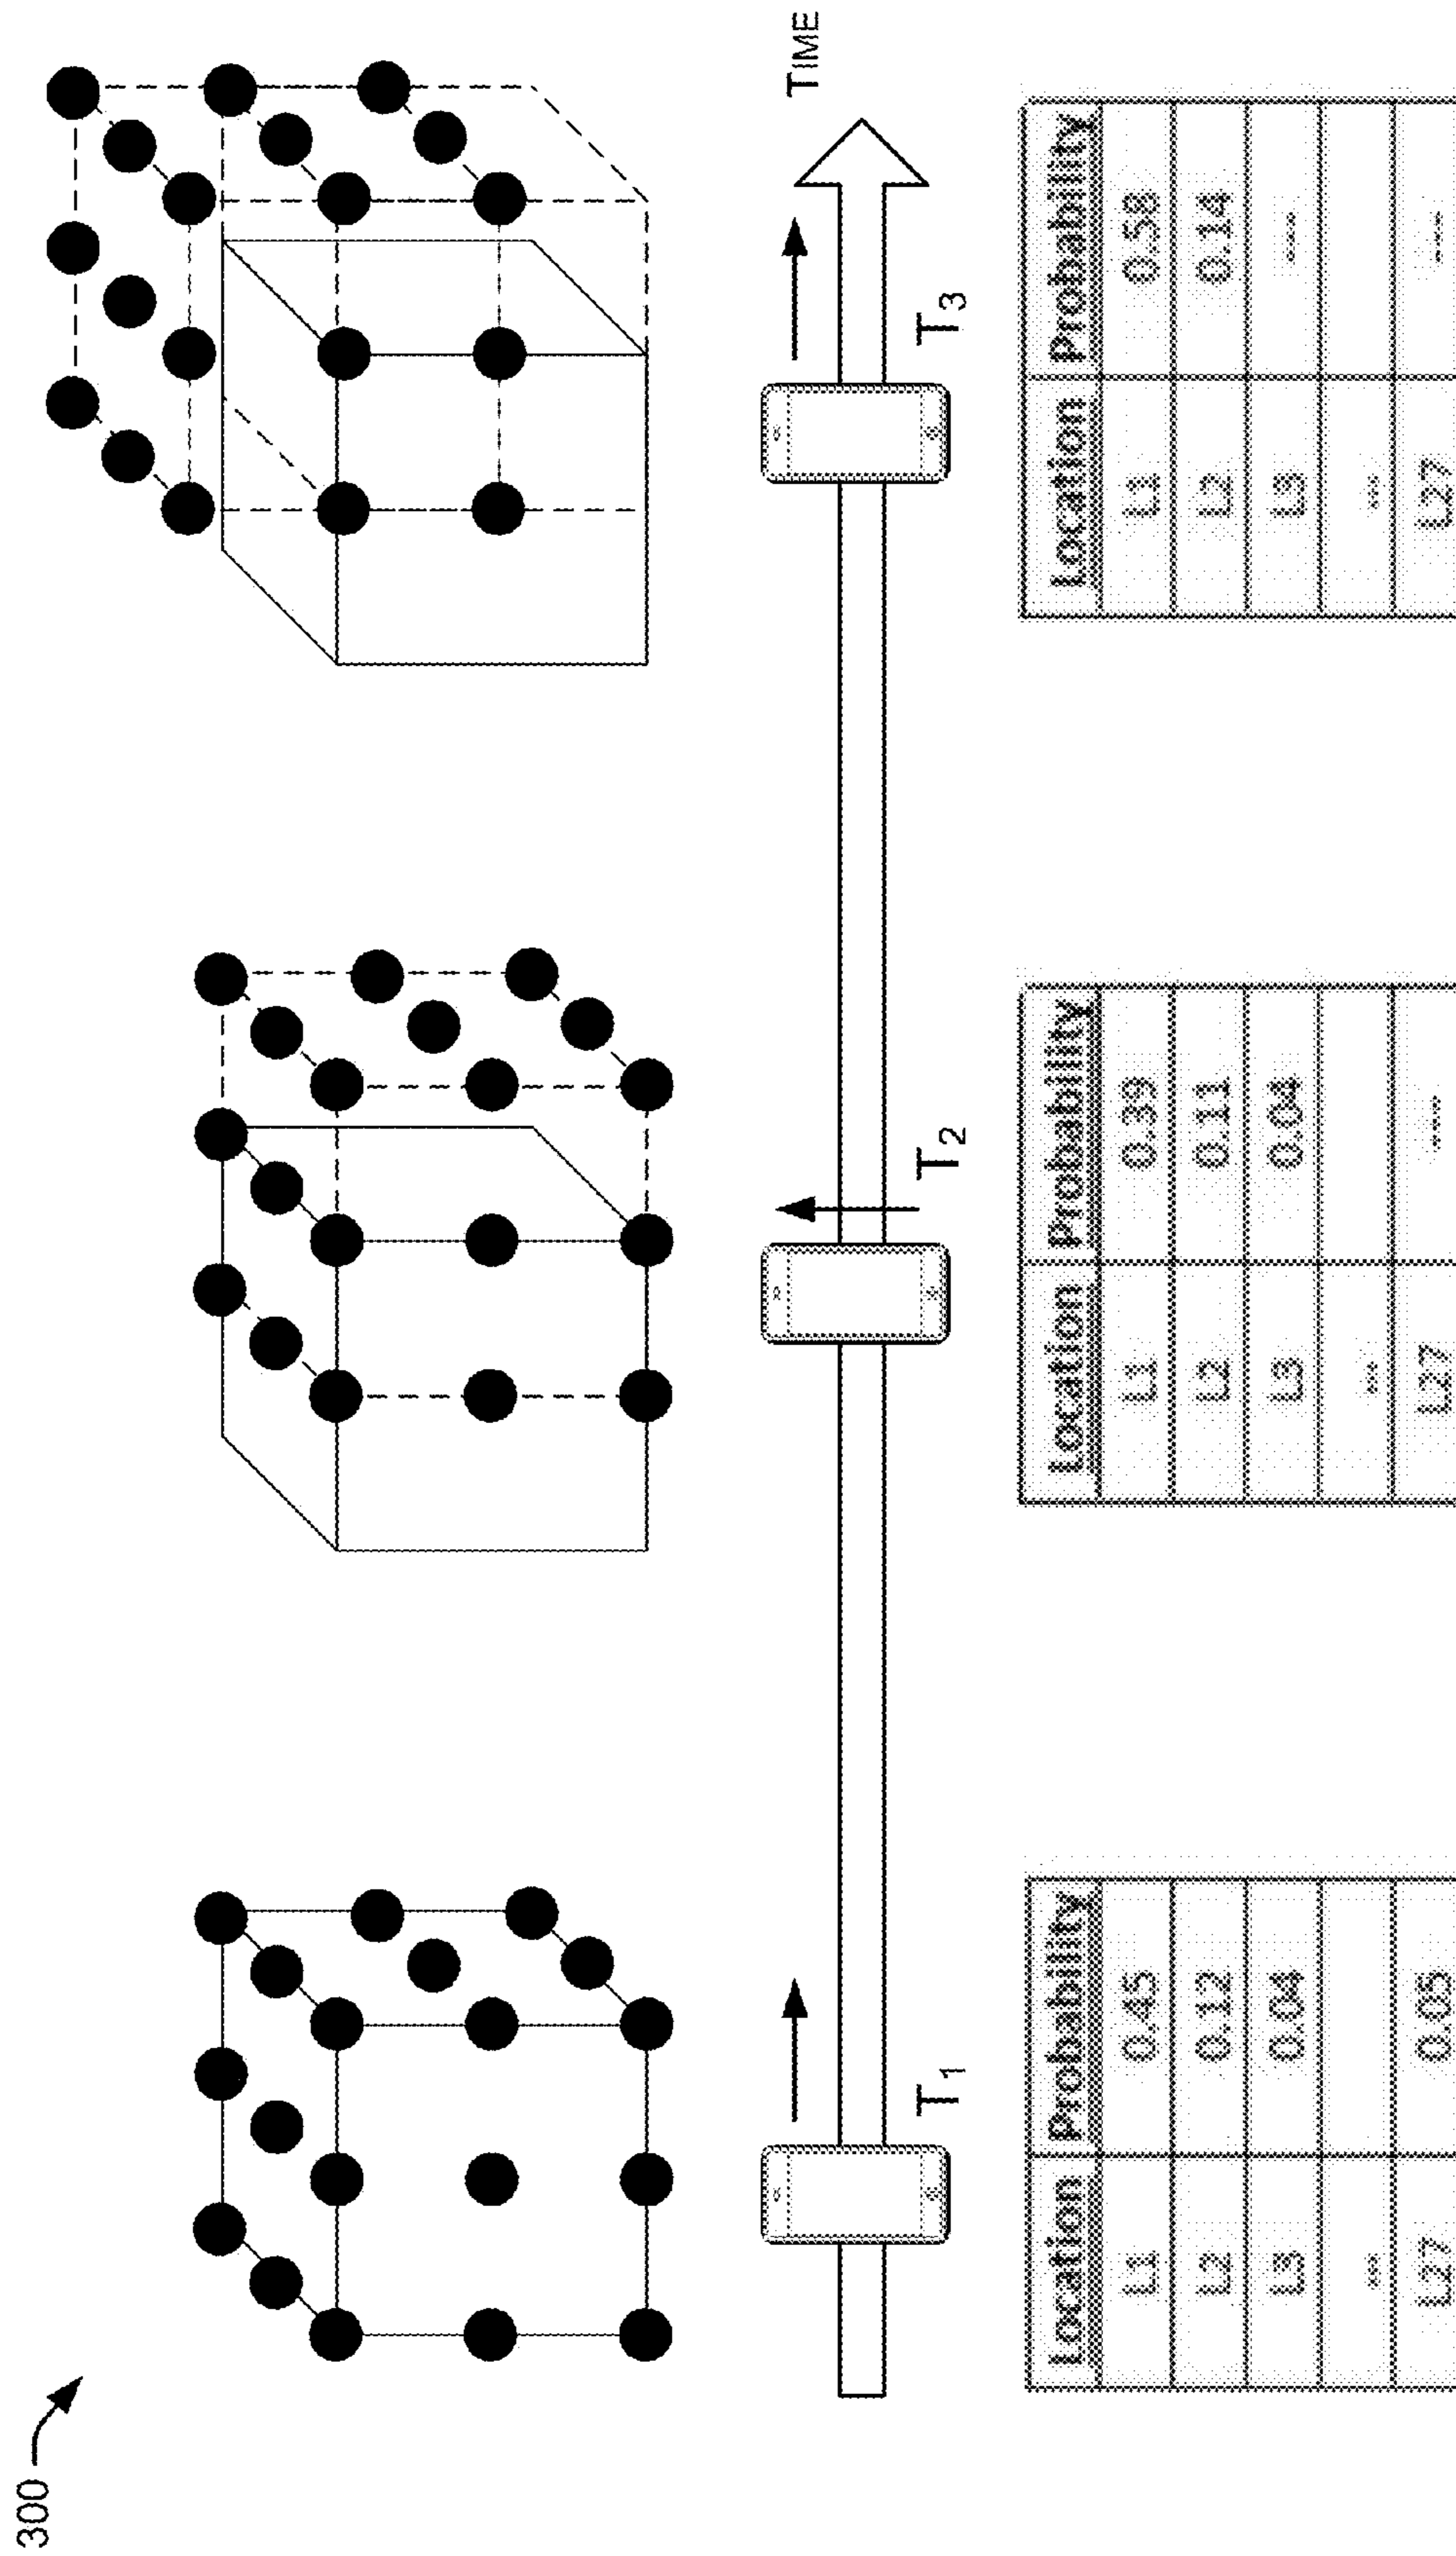 300
TIME
T1
T2
T3
Location Probability
L1 0.45
L2 0.12
L3 0.04
...
L27 0.05
Location Probability
L1 0.39
L2 0.11
L3 0.04
...
L27 ----
Location Probability
L1 0.58
L2 0.14
L3 ----
...
L27 ----